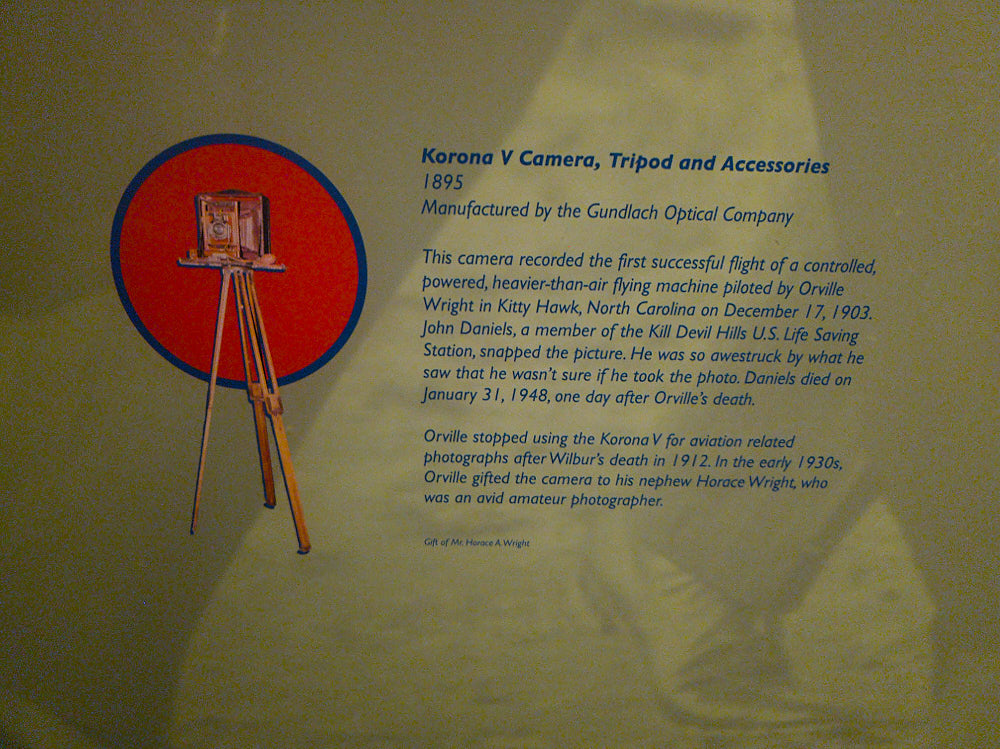 Korona V Camera, Tripod and Accessories
1895
Manufactured by the Gundlach Optical Company
This camera recorded the first successful flight of a controlled,
powered, heavier-than-air flying machine piloted by Orville
Wright in Kitty Hawk, North Carolina on December 17, 1903.
John Daniels, a member of the Kill Devil Hills U.S. Life Saving
Station, snapped the picture. He was so awestruck by what he
saw that he wasn't sure if he took the photo. Daniels died on
January 31, 1948, one day after Orville's death.
Orville stopped using the Korona V for aviation related
photographs after Wilbur's death in 1912. In the early 1930s,
Orville gifted the camera to his nephew Horace Wright, who
was an avid amateur photographer.
Gift of Mr. Horace A. Wright